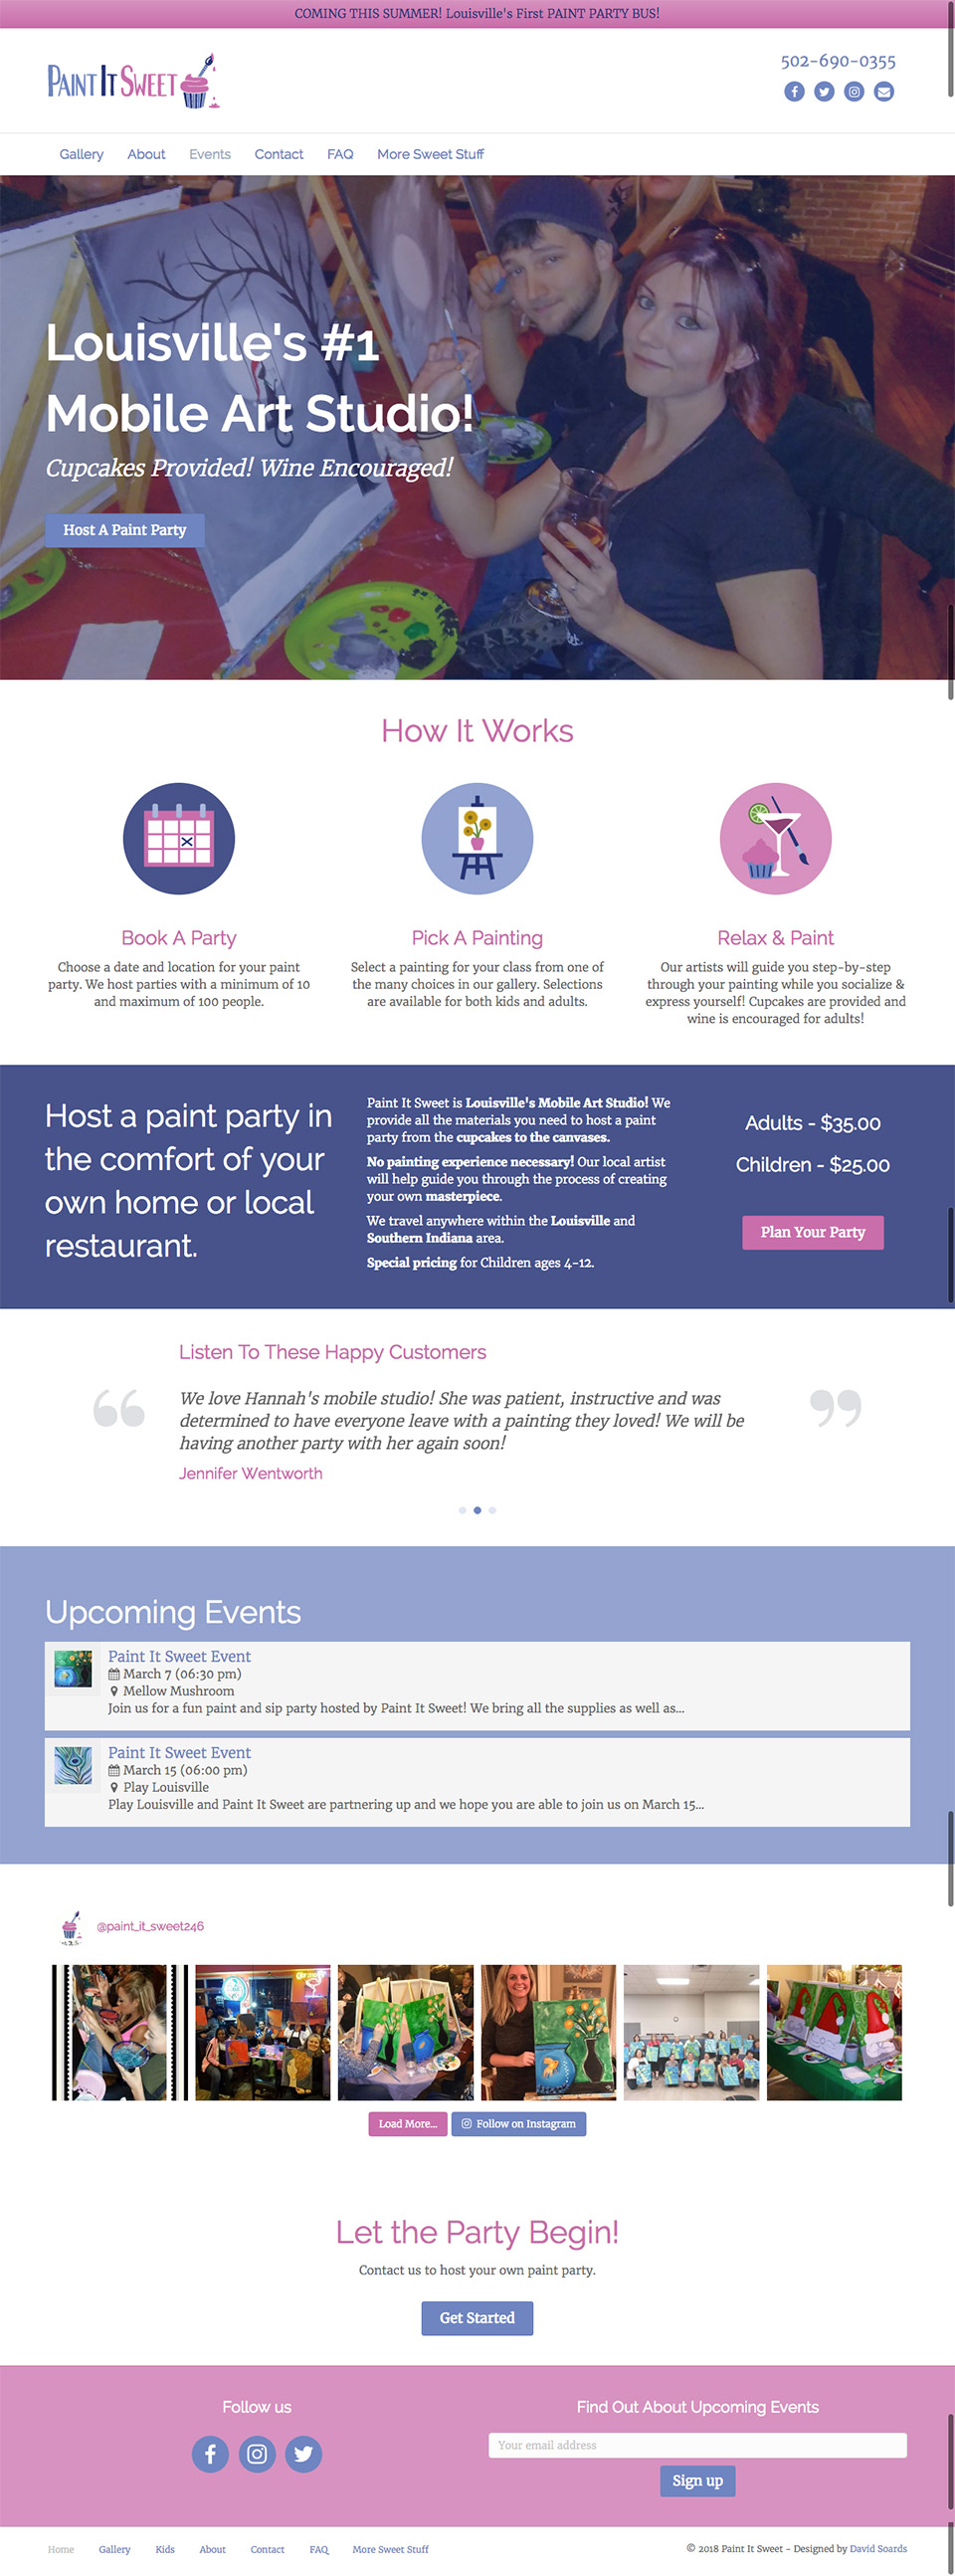 COMING THIS SUMMER! Louisville's First PAINT PARTY BUS!
PAINT IT SWEET
502-690-0355
Gallery About Events Contact FAQ More Sweet Stuff
Louisville's #1
Mobile Art Studio!
Cupcakes Provided! Wine Encouraged!
Host A Paint Party
How It Works
Book A Party
Choose a date and location for your paint
party. We host parties with a minimum of 10
and maximum of 100 people.
Pick A Painting
Select a painting for your class from one of
the many choices in our gallery. Selections
are available for both kids and adults.
Relax & Paint
Our artists will guide you step-by-step
through your painting while you socialize &
express yourself! Cupcakes are provided and
wine is encouraged for adults!
Host a paint party in
the comfort of your
own home or local
restaurant.
Paint It Sweet is Louisville's Mobile Art Studio! We
provide all the materials you need to host a paint
party from the cupcakes to the canvases.
No painting experience necessary! Our local artist
will help guide you through the process of creating
your own masterpiece.
We travel anywhere within the Louisville and
Southern Indiana area.
Special pricing for Children ages 4-12.
Adults - $35.00
Children - $25.00
Plan Your Party
Listen To These Happy Customers
We love Hannah's mobile studio! She was patient, instructive and was
determined to have everyone leave with a painting they loved! We will be
having another party with her again soon!
Jennifer Wentworth
Upcoming Events
Paint It Sweet Event
March 7 (06:30 pm)
Mellow Mushroom
Join us for a fun paint and sip party hosted by Paint It Sweet! We bring all the supplies as well as...
Paint It Sweet Event
March 15 (06:00 pm)
Play Louisville
Play Louisville and Paint It Sweet are partnering up and we hope you are able to join us on March 15...
@paint_it_sweet246
Load More...
Follow on Instagram
Let the Party Begin!
Contact us to host your own paint party.
Get Started
Follow us
Find Out About Upcoming Events
Your email address
Sign up
Home Gallery Kids About Contact FAQ More Sweet Stuff
© 2018 Paint It Sweet - Designed by David Soards